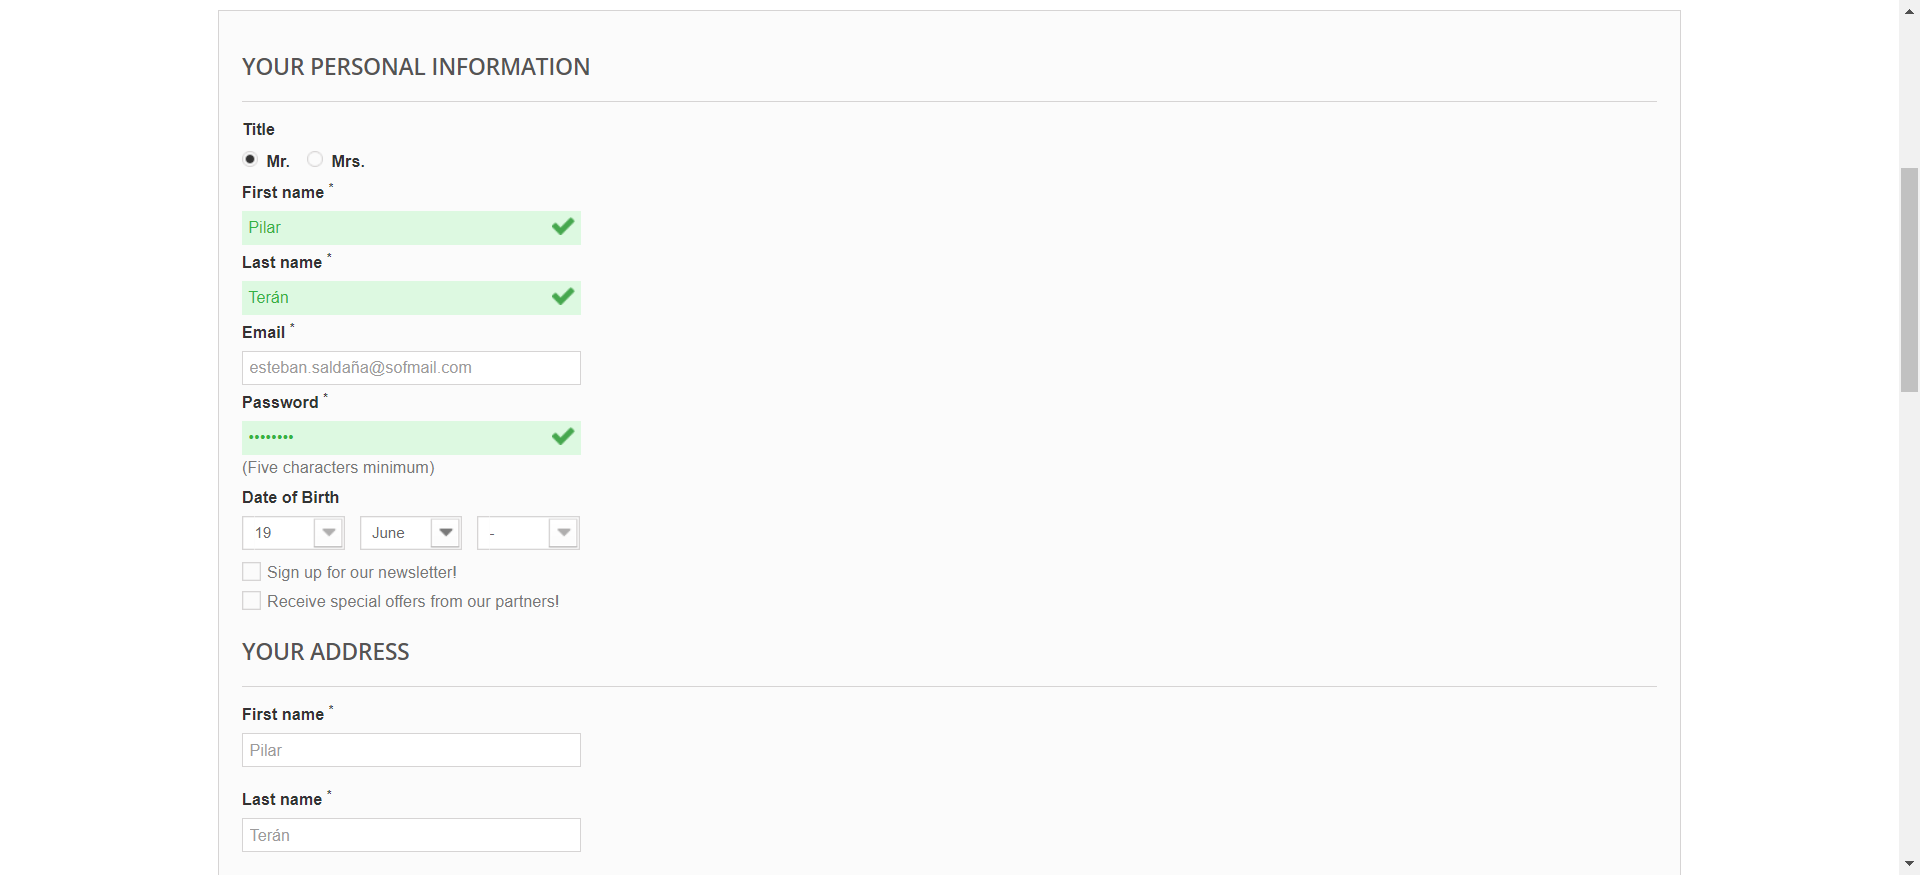 YOUR PERSONAL INFORMATION
Title
Mr. Mrs.
First name *
Pilar
Last name *
Terán
Email *
esteban.saldaña@sofmail.com
Password *
••••••••
(Five characters minimum)
Date of Birth
19 June -
Sign up for our newsletter!
Receive special offers from our partners!
YOUR ADDRESS
First name *
Pilar
Last name *
Terán